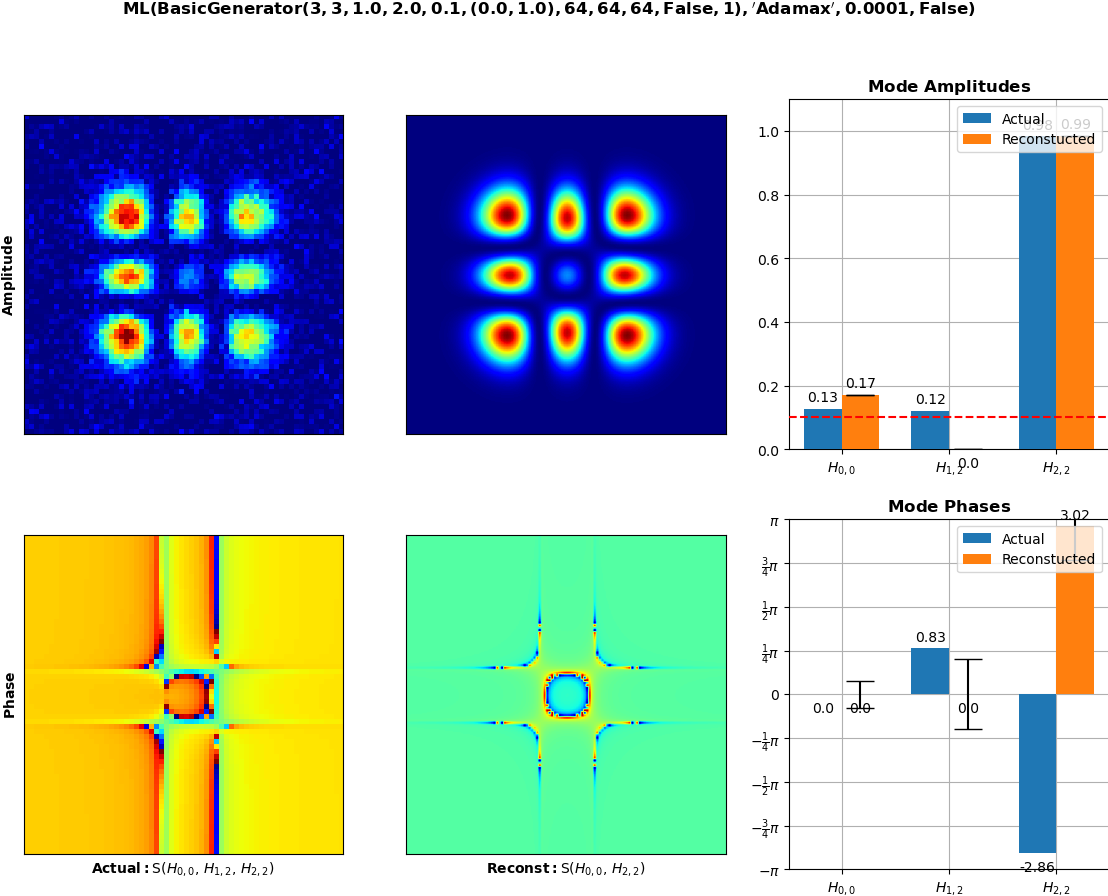 ML(BasicGenerator(3, 3, 1.0, 2.0, 0.1, (0.0, 1.0), 64, 64, 64, False, 1), ′Adamax′, 0.0001, False)
Amplitude
Mode Amplitudes
Actual
Reconstucted
1.0
0.8
0.6
0.4
0.2
0.0
0.13
0.17
0.12
0.0
0.98
0.99
H0,0
H1,2
H2,2
Phase
Actual: S(H0,0, H1,2, H2,2)
Reconst: S(H0,0, H2,2)
Mode Phases
Actual
Reconstucted
π
3/4π
1/2π
1/4π
0
−1/4π
−1/2π
−3/4π
−π
0.0
0.0
0.83
0.0
-2.86
3.02
H0,0
H1,2
H2,2